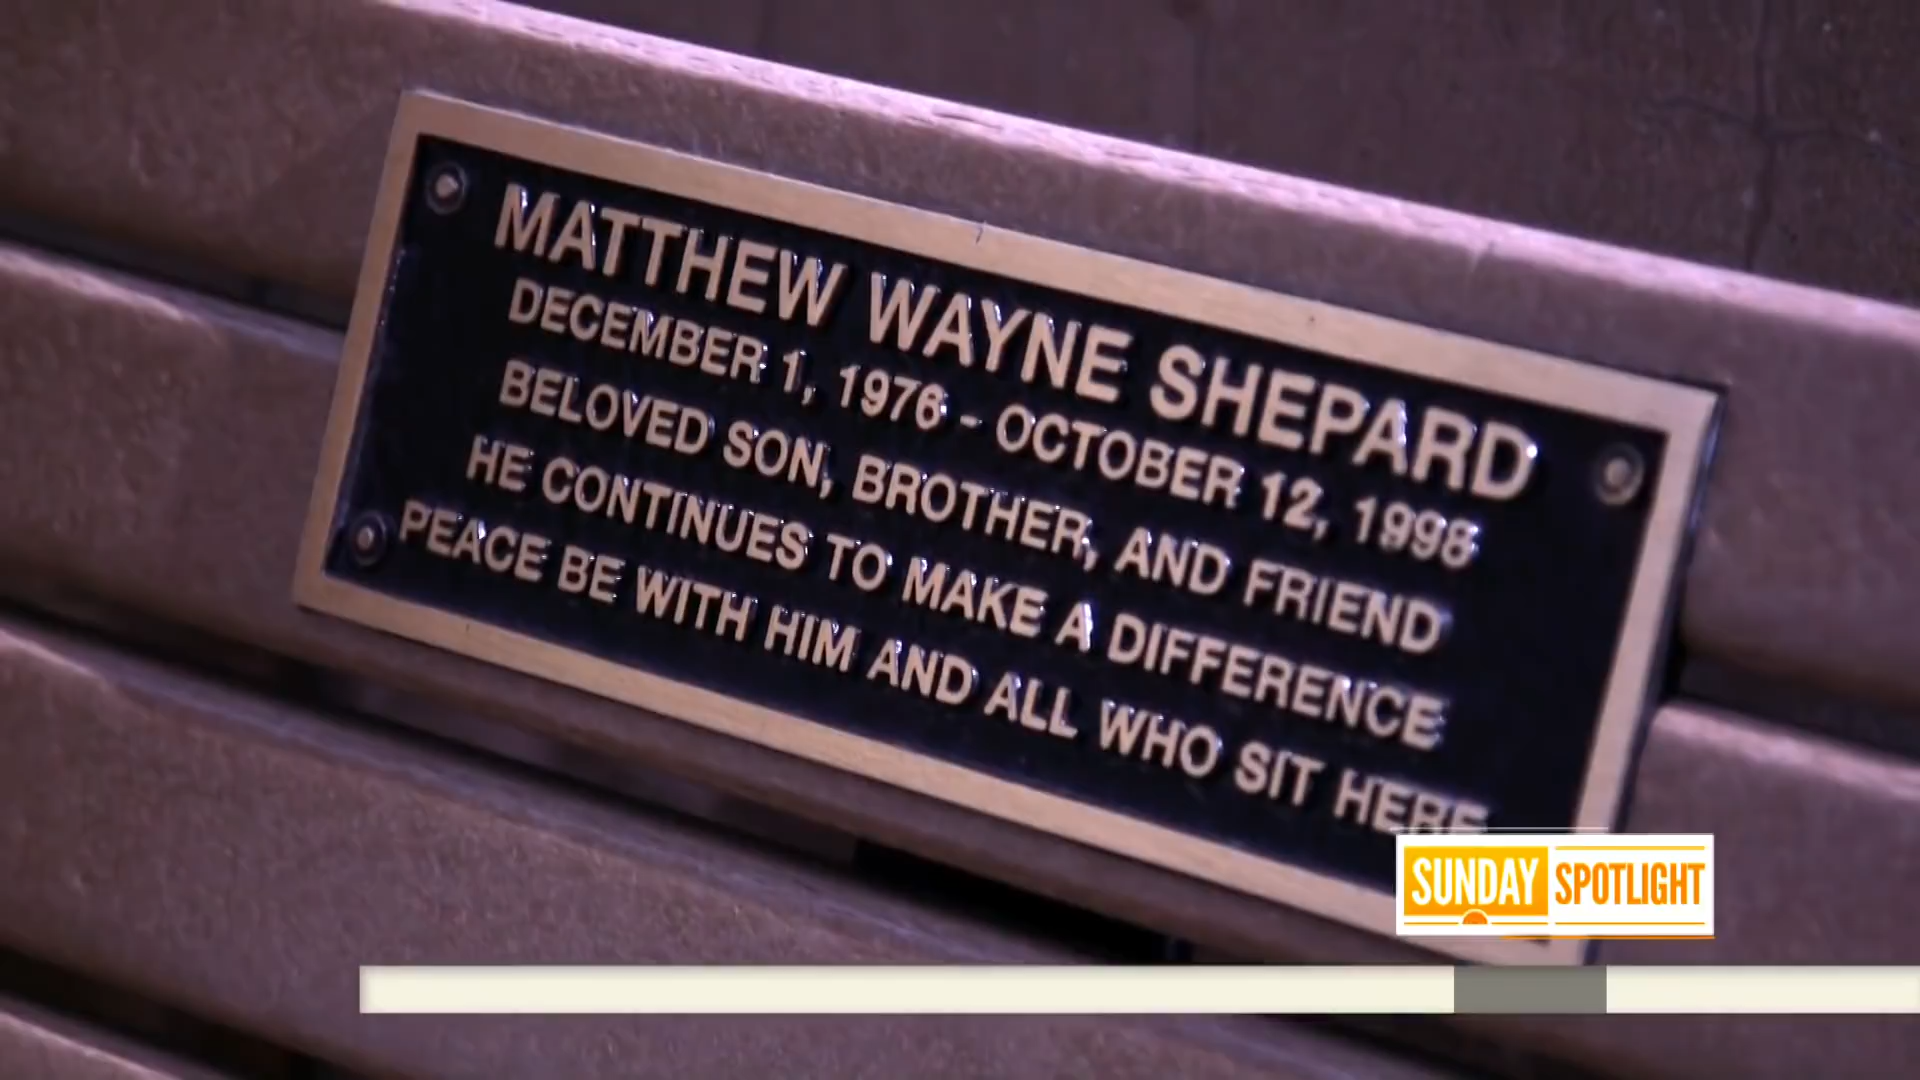 MATTHEW WAYNE SHEPARD
DECEMBER 1, 1976 - OCTOBER 12, 1998
BELOVED SON, BROTHER, AND FRIEND
HE CONTINUES TO MAKE A DIFFERENCE
PEACE BE WITH HIM AND ALL WHO SIT HERE
SUNDAY SPOTLIGHT